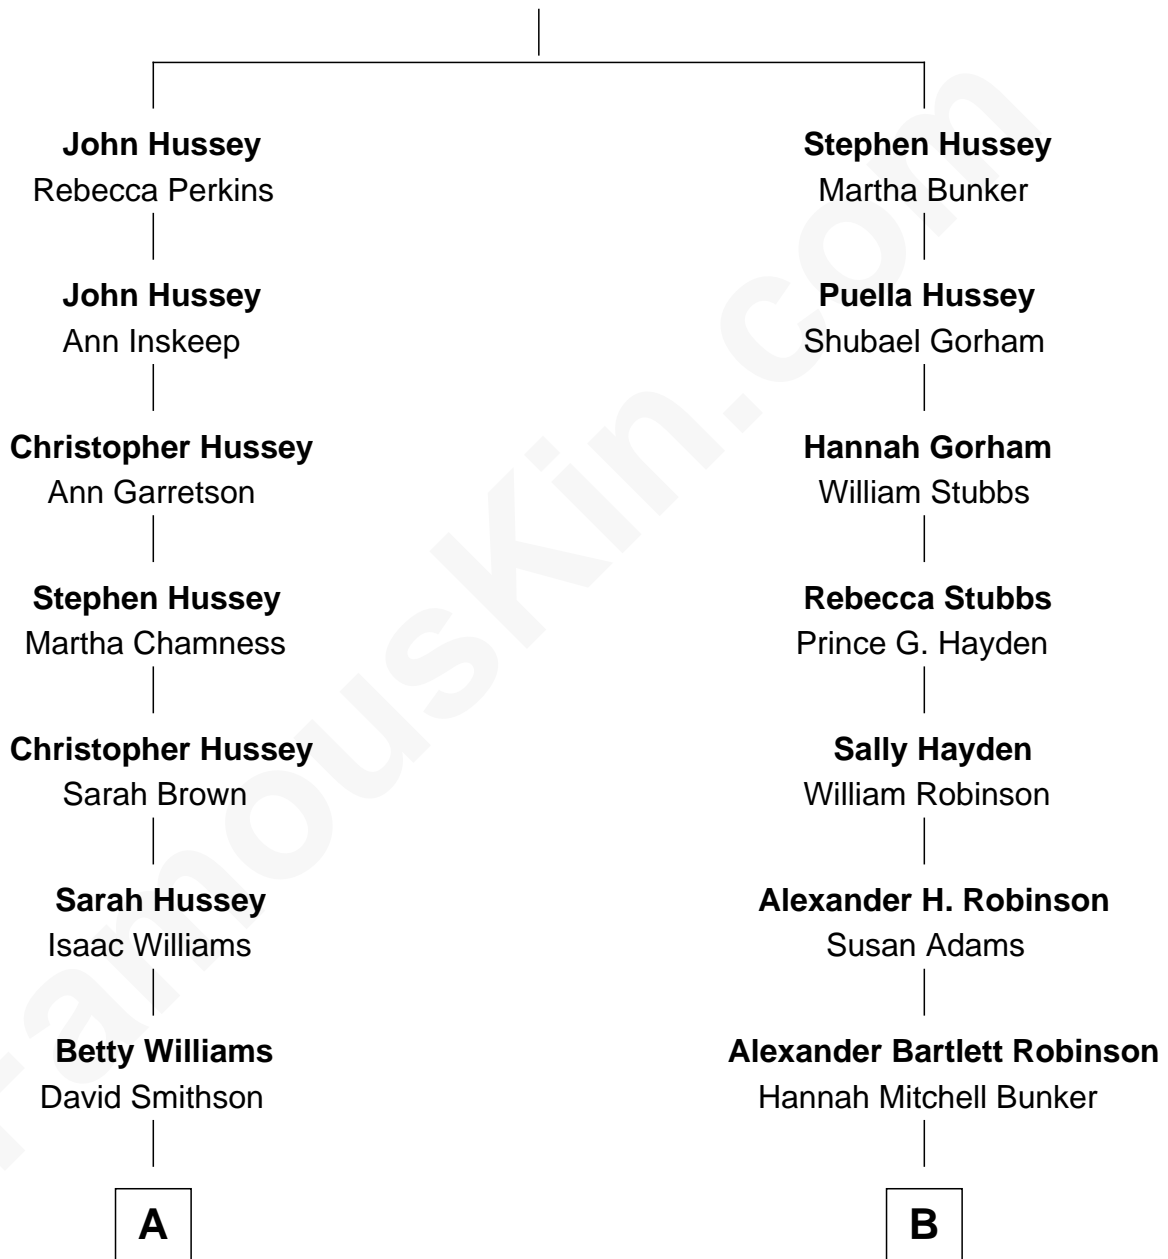 John Hussey
Rebecca Perkins
John Hussey
Ann Inskeep
Christopher Hussey
Ann Garretson
Stephen Hussey
Martha Chamness
Christopher Hussey
Sarah Brown
Sarah Hussey
Isaac Williams
Betty Williams
David Smithson
A
Stephen Hussey
Martha Bunker
Puella Hussey
Shubael Gorham
Hannah Gorham
William Stubbs
Rebecca Stubbs
Prince G. Hayden
Sally Hayden
William Robinson
Alexander H. Robinson
Susan Adams
Alexander Bartlett Robinson
Hannah Mitchell Bunker
B
FamousKin.com